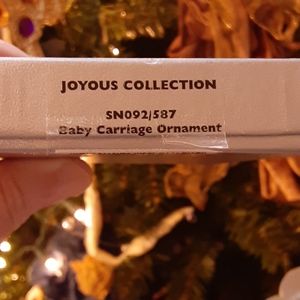 JOYOUS COLLECTION
SN092/587
Baby Carriage Ornament